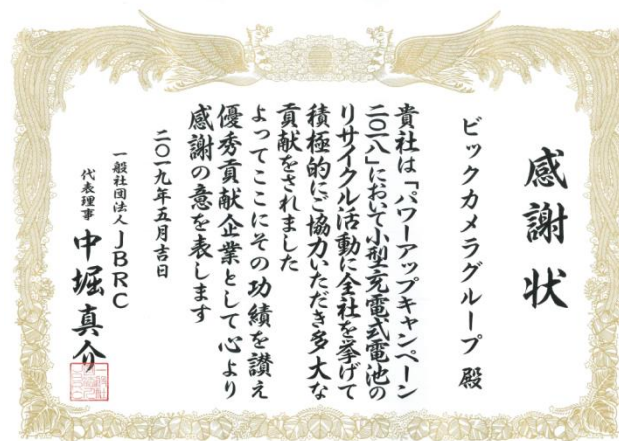 感謝状
ビックカメラグループ 殿
貴社は「パワーアップキャンペーン
二〇一八」において小型充電式電池の
リサイクル活動に全社を挙げて
積極的にご協力いただき多大な
貢献をされました
よってここにその功績を讃え
優秀貢献企業として心より
感謝の意を表します
二〇一九年五月吉日
一般社団法人 JBRC
代表理事 中堀真介